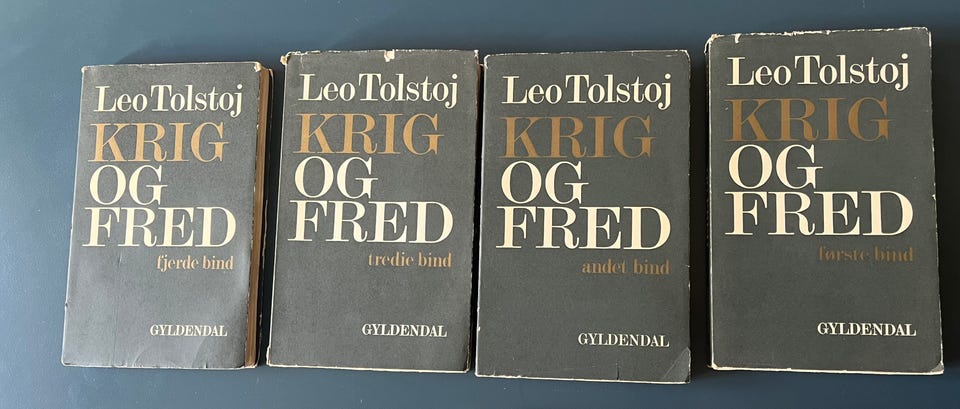 Leo Tolstoj
KRIG
OG
FRED
fjerde bind
GYLDENDAL
Leo Tolstoj
KRIG
OG
FRED
tredie bind
GYLDENDAL
Leo Tolstoj
KRIG
OG
FRED
andet bind
GYLDENDAL
Leo Tolstoj
KRIG
OG
FRED
første bind
GYLDENDAL